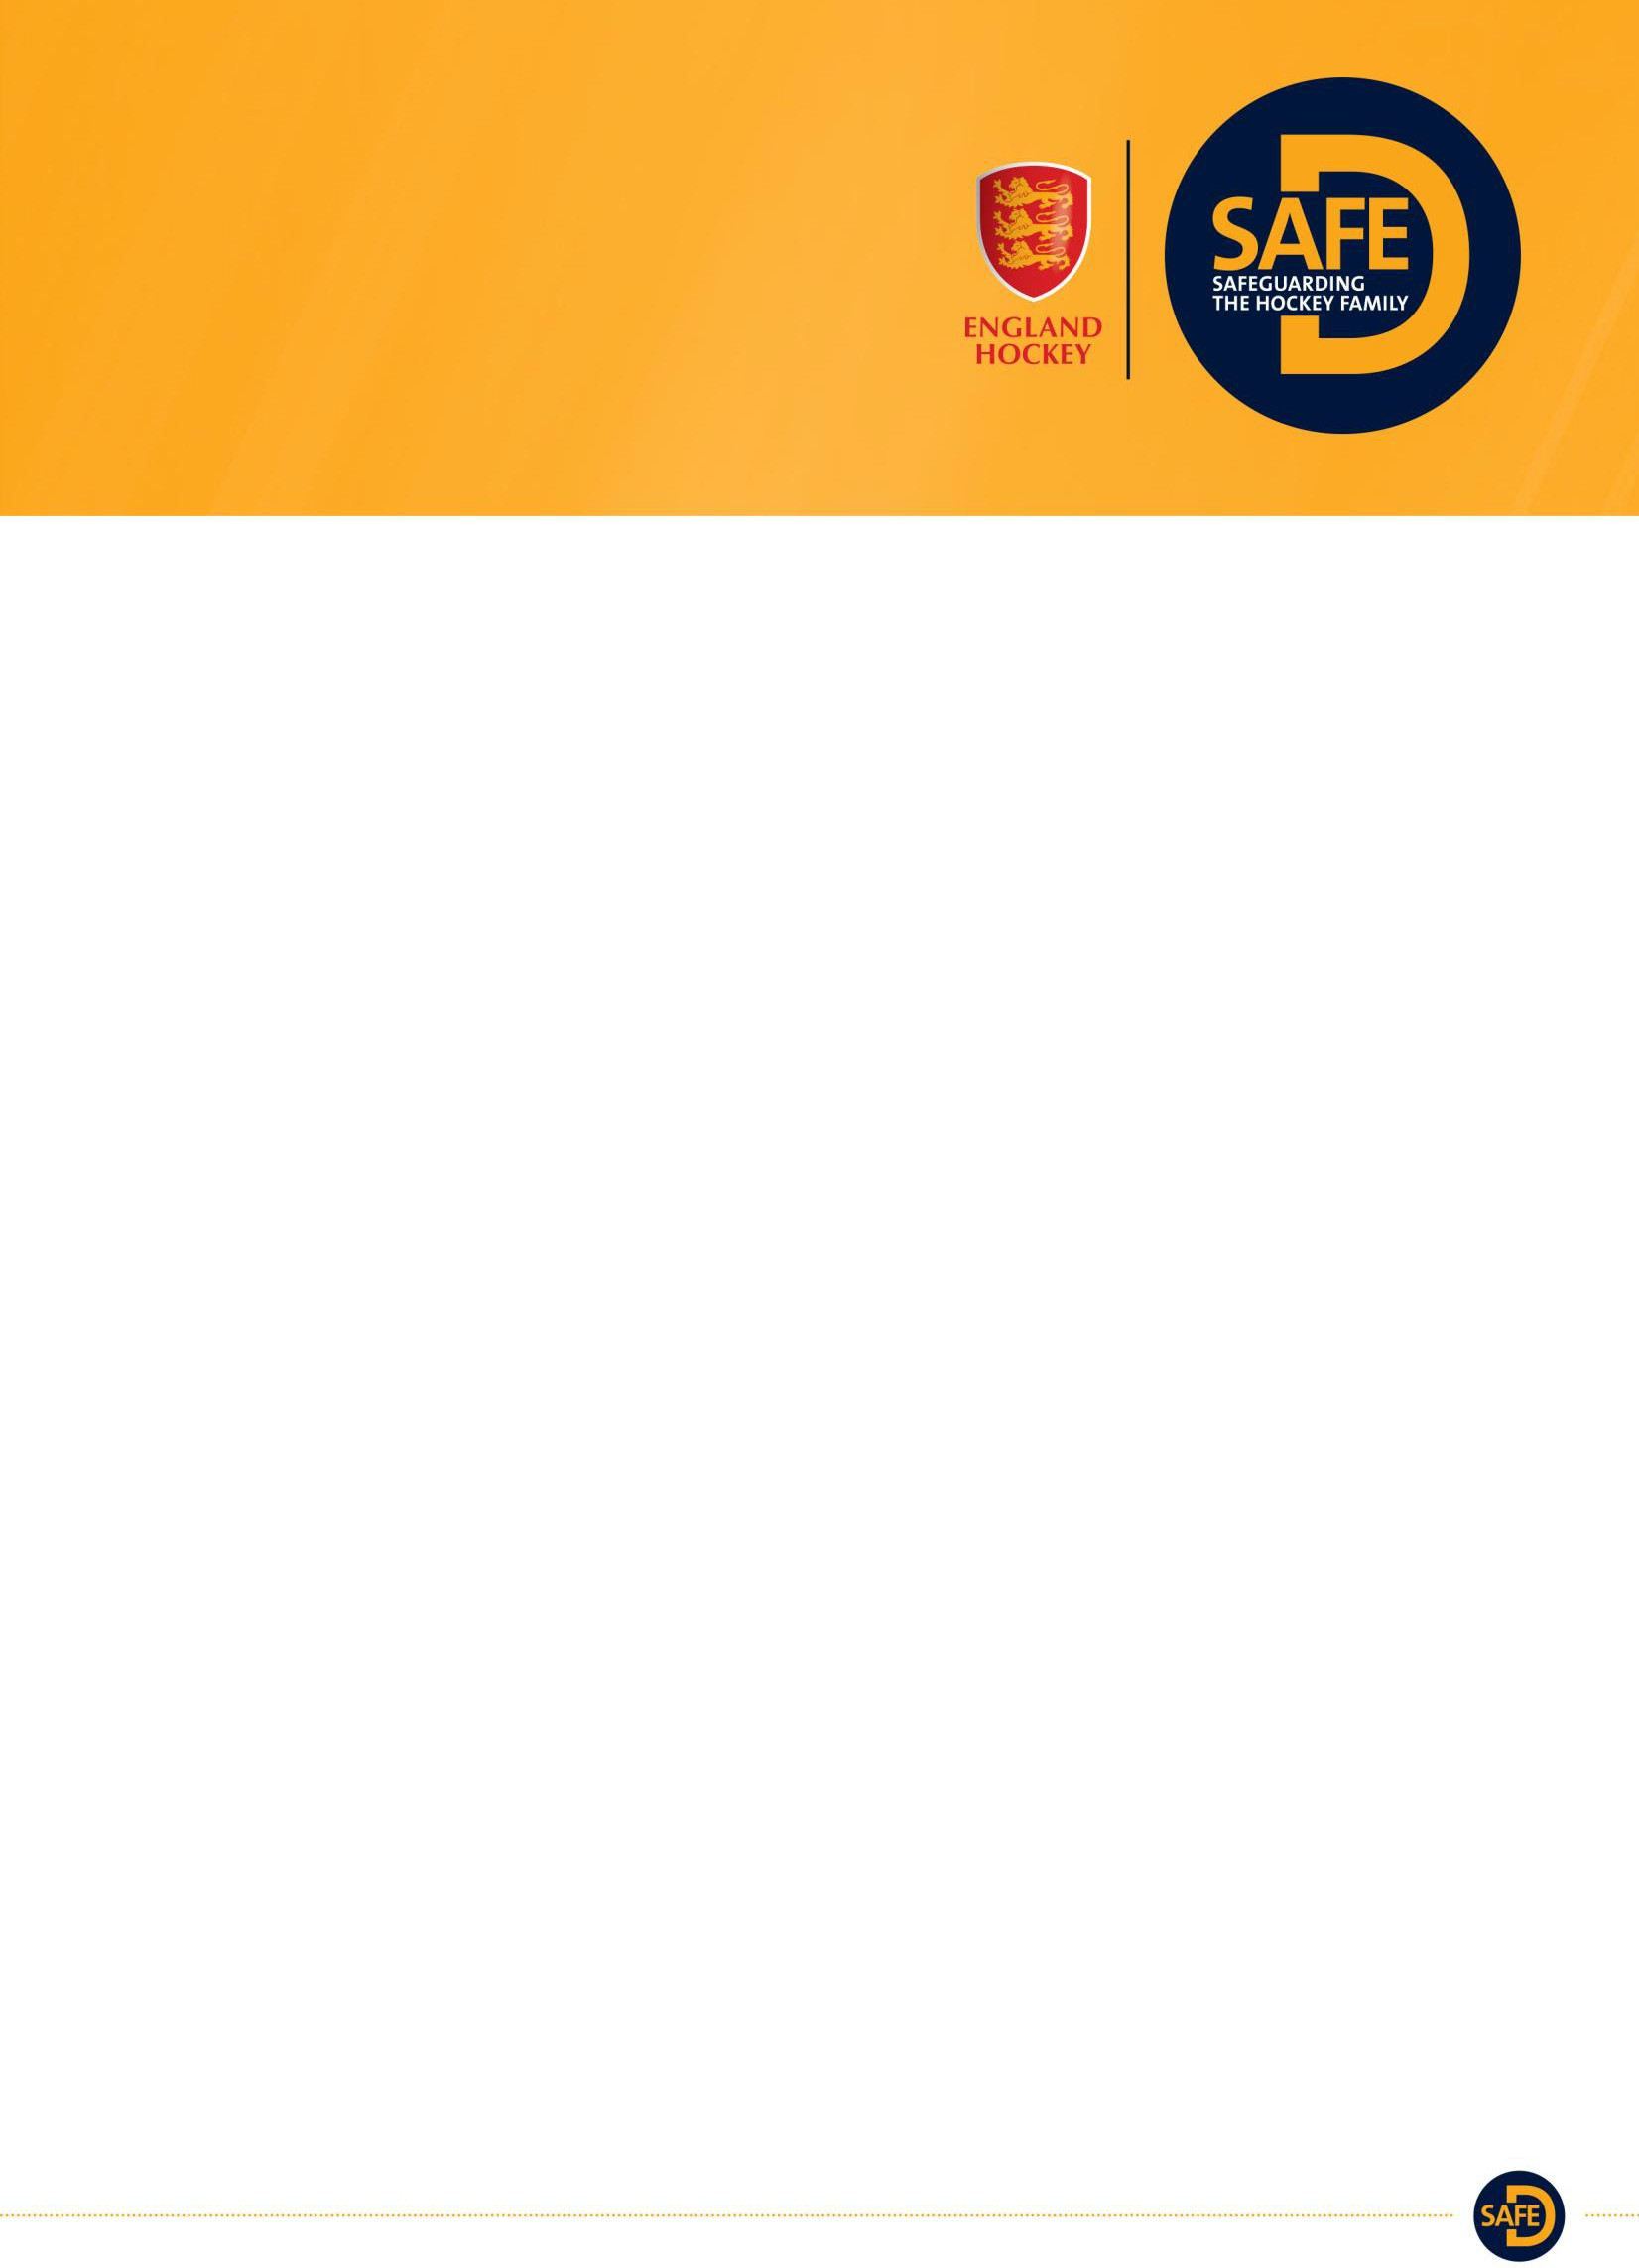 SAFE D
SAFEGUARDING
THE HOCKEY FAMILY
ENGLAND
HOCKEY
SAFE D